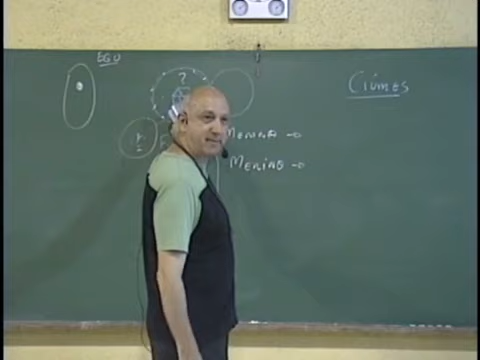 EGO
?
Ciúmes
MENINA →
MENINO →